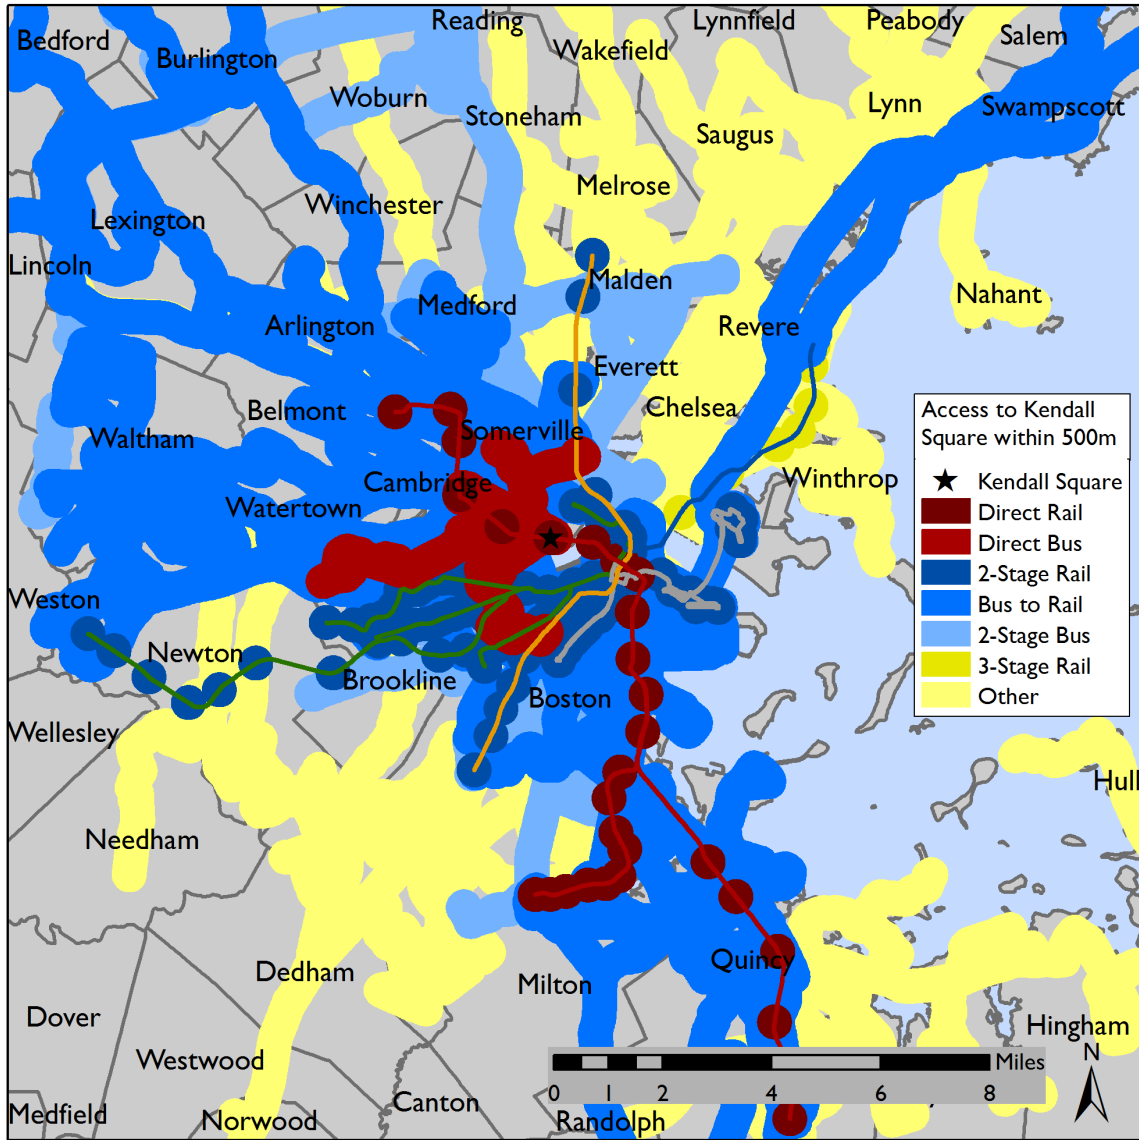 Reading
Lynnfield
Peabody
Bedford
Salem
Burlington
Wakefield
Woburn
Lynn
Swampscott
Stoneham
Saugus
Melrose
Winchester
Lexington
Lincoln
Malden
Nahant
Medford
Arlington
Revere
Everett
Chelsea
Belmont
Somerville
Waltham
Cambridge
Winthrop
Watertown
Access to Kendall
Square within 500m
Kendall Square
Direct Rail
Direct Bus
2-Stage Rail
Bus to Rail
2-Stage Bus
3-Stage Rail
Other
Weston
Newton
Brookline
Boston
Wellesley
Hull
Needham
Quincy
Dedham
Milton
Dover
Hingham
Westwood
N
Miles
0 1 2 4 6 8
Canton
Medfield
Norwood
Randolph